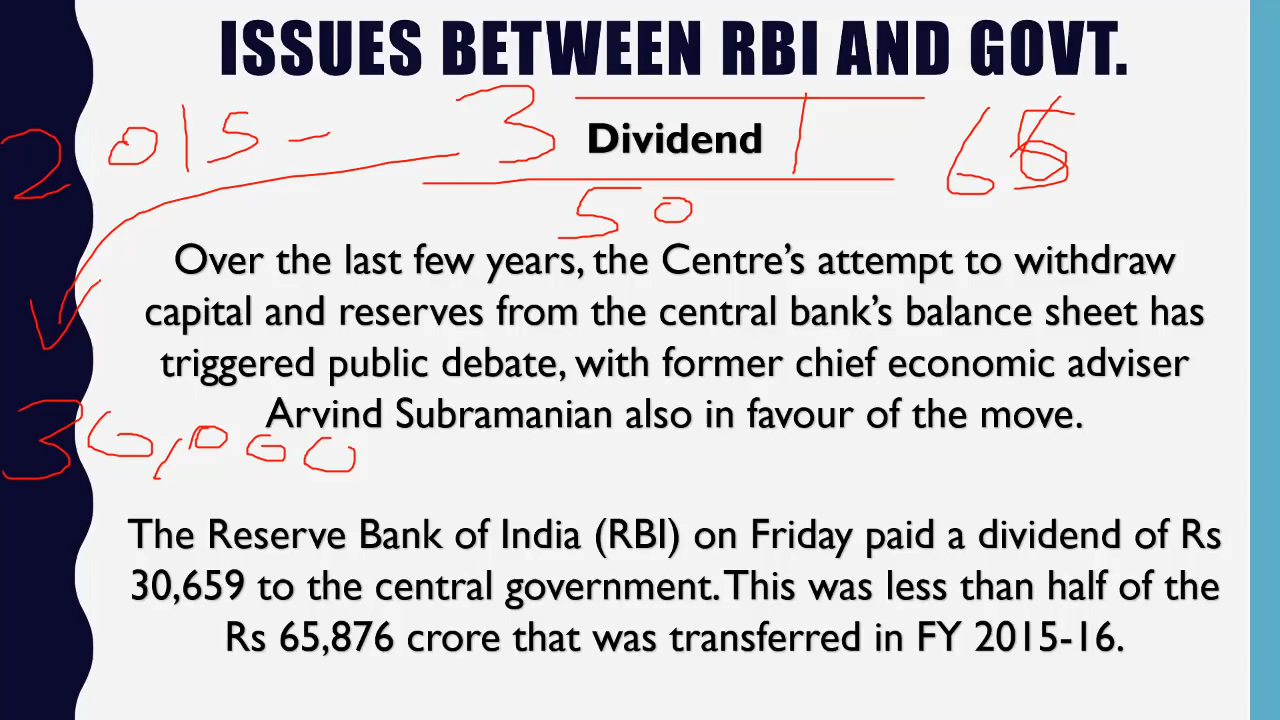 ISSUES BETWEEN RBI AND GOVT.
2015 - 3 Dividend 1 65
50
Over the last few years, the Centre's attempt to withdraw
capital and reserves from the central bank's balance sheet has
triggered public debate, with former chief economic adviser
Arvind Subramanian also in favour of the move.
30,000
The Reserve Bank of India (RBI) on Friday paid a dividend of Rs
30,659 to the central government. This was less than half of the
Rs 65,876 crore that was transferred in FY 2015-16.